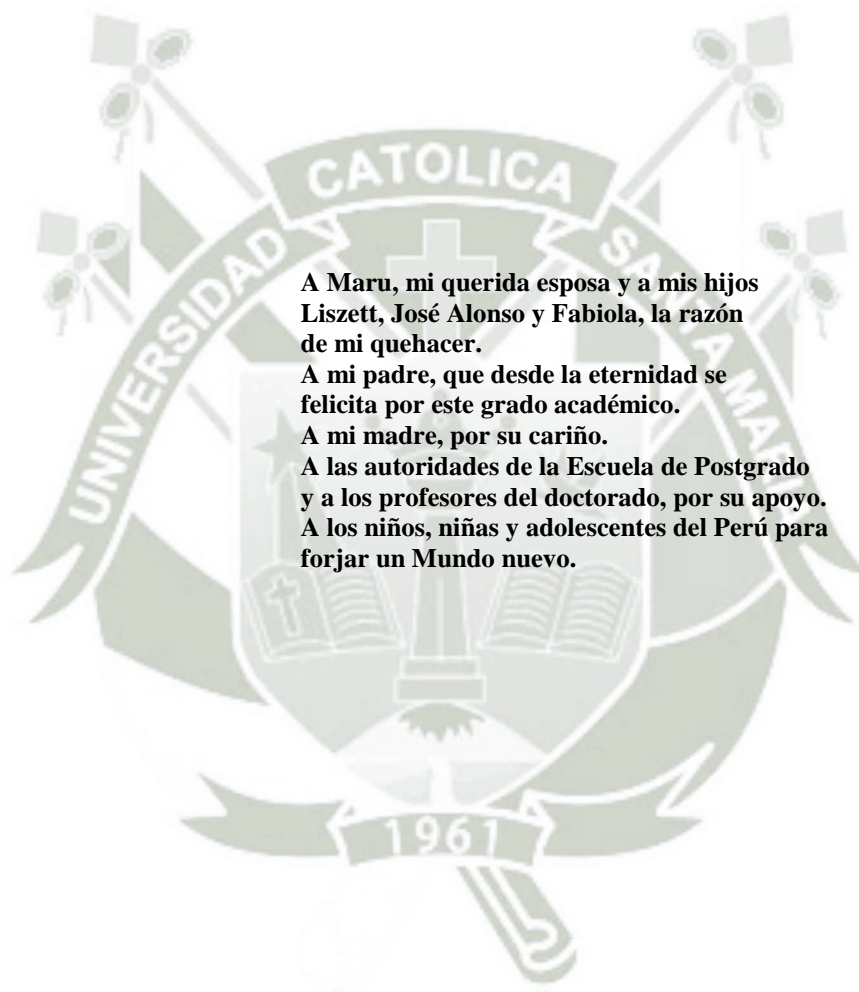 CATOLICA
UNIVERSIDAD
SANTA MARIA
A Maru, mi querida esposa y a mis hijos
Liszett, José Alonso y Fabiola, la razón
de mi quehacer.
A mi padre, que desde la eternidad se
felicita por este grado académico.
A mi madre, por su cariño.
A las autoridades de la Escuela de Postgrado
y a los profesores del doctorado, por su apoyo.
A los niños, niñas y adolescentes del Perú para
forjar un Mundo nuevo.
1961